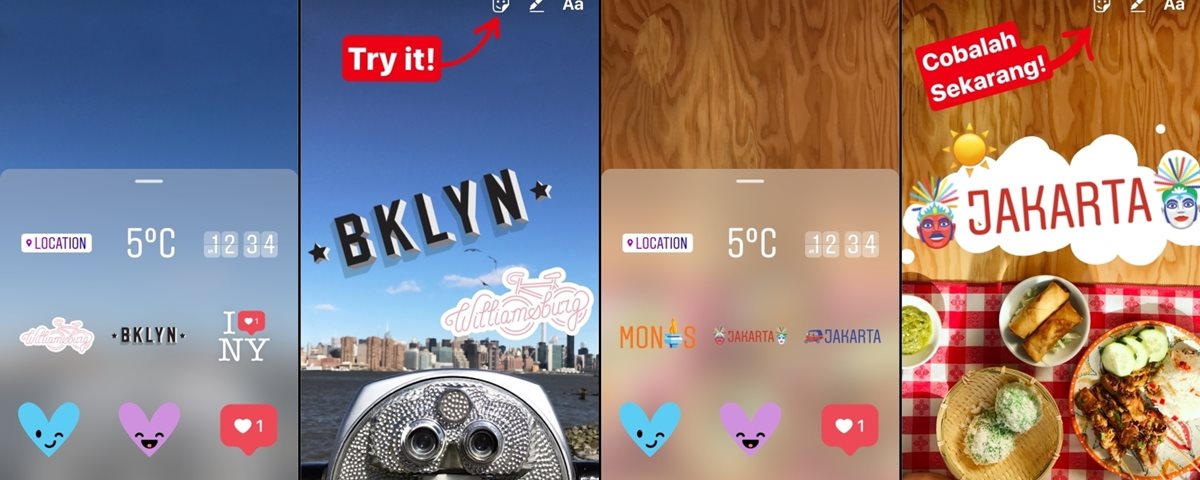 LOCATION
5°C
12 34
Williamsburg
BKLYN
I 1
NY
1
Aa
Try it!
BKLYN
Williamsburg
LOCATION
5°C
12 34
MONAS
JAKARTA
JAKARTA
1
Aa
Cobalah
Sekarang!
JAKARTA